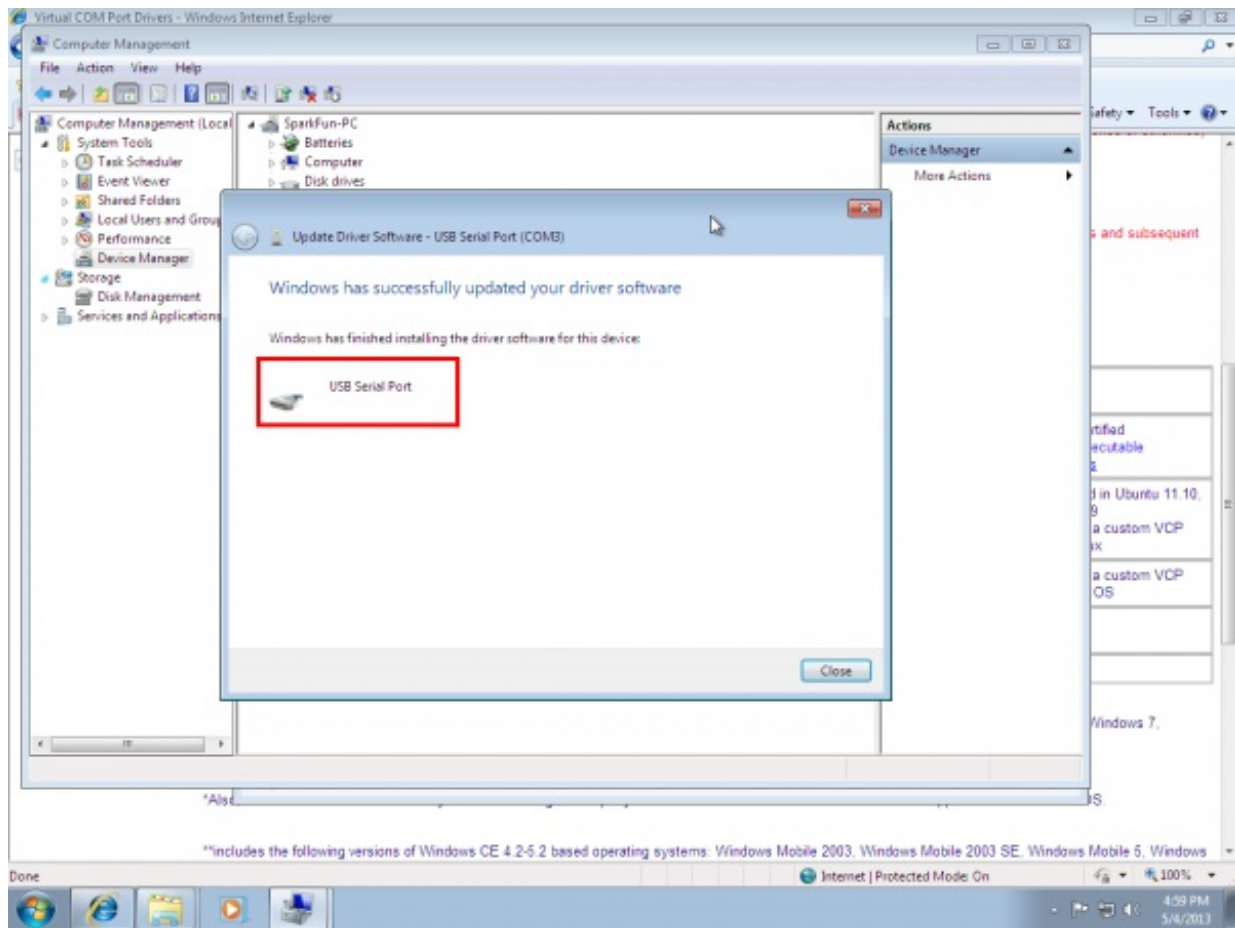 Virtual COM Port Drivers - Windows Internet Explorer
Computer Management
File Action View Help
Safety Tools
Computer Management (Local
System Tools
Task Scheduler
Event Viewer
Shared Folders
Local Users and Group
Performance
Device Manager
Storage
Disk Management
Services and Applications
SparkFun-PC
Batteries
Computer
Disk drives
Actions
Device Manager
More Actions
Update Driver Software - USB Serial Port (COM3)
Windows has successfully updated your driver software
Windows has finished installing the driver software for this device:
USB Serial Port
Close
s and subsequent
rtified
ecutable
d in Ubuntu 11.10,
9
a custom VCP
a custom VCP
OS
Windows 7,
*Also
OS.
**includes the following versions of Windows CE 4.2-5.2 based operating systems: Windows Mobile 2003, Windows Mobile 2003 SE, Windows Mobile 5, Windows
Done
Internet | Protected Mode: On
100%
4:59 PM
5/4/2013